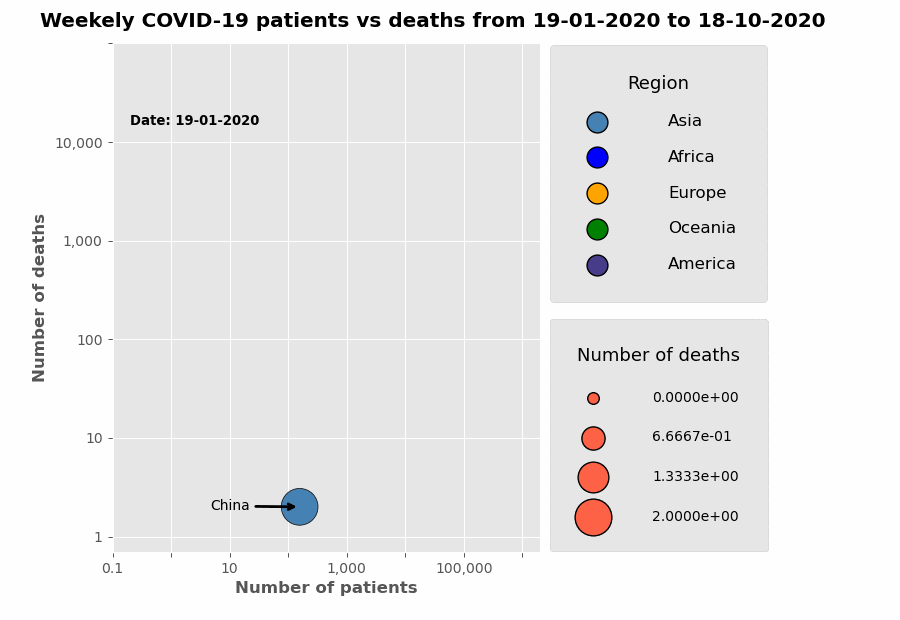 Weekely COVID-19 patients vs deaths from 19-01-2020 to 18-10-2020
Date: 19-01-2020
10,000
1,000
100
10
1
Number of deaths
China
0.1
10
1,000
100,000
Number of patients
Region
Asia
Africa
Europe
Oceania
America
Number of deaths
0.0000e+00
6.6667e-01
1.3333e+00
2.0000e+00